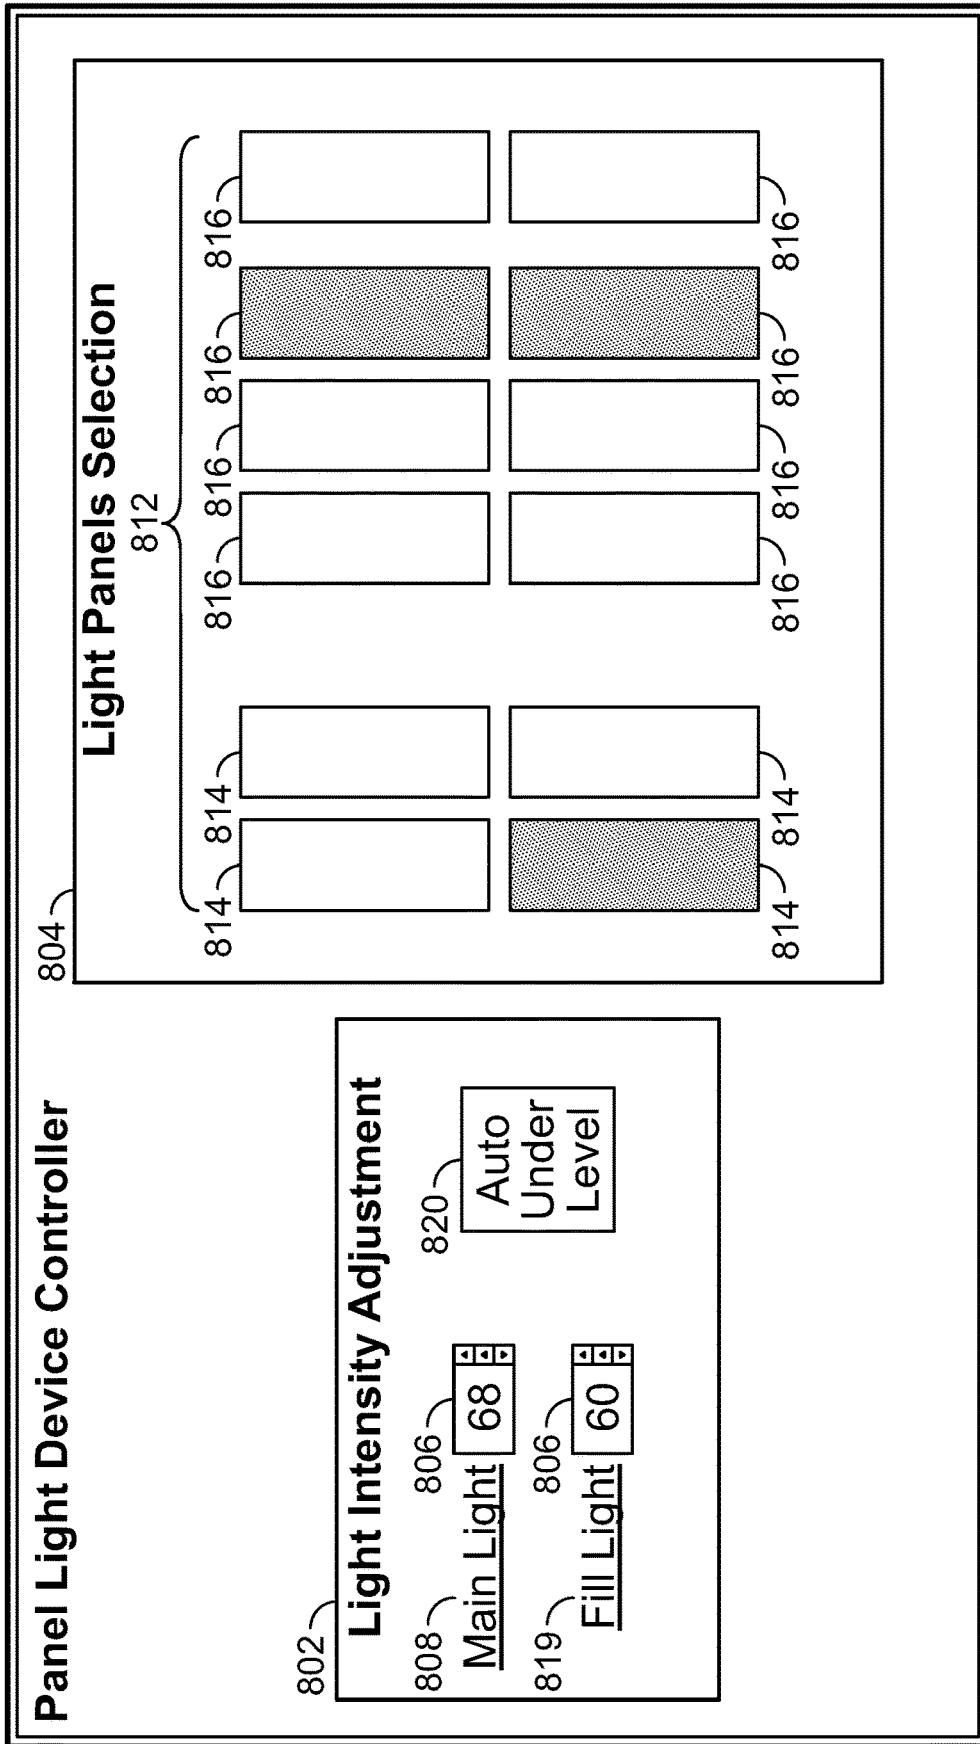 Panel Light Device Controller
802
Light Intensity Adjustment
808
Main Light
806
68
819
Fill Light
806
60
820
Auto
Under
Level
804
Light Panels Selection
812
814
814
816
816
816
816
814
814
816
816
816
816